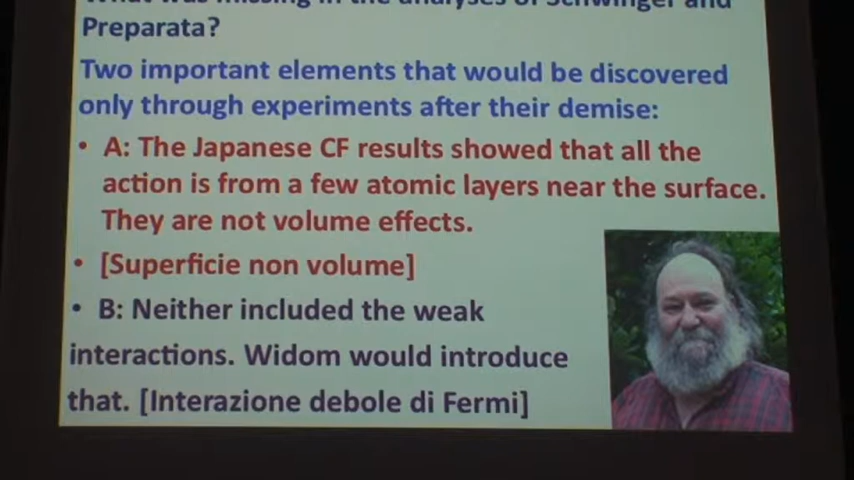 What was missing in the analyses of Schwinger and
Preparata?
Two important elements that would be discovered
only through experiments after their demise:
• A: The Japanese CF results showed that all the
action is from a few atomic layers near the surface.
They are not volume effects.
• [Superficie non volume]
• B: Neither included the weak
interactions. Widom would introduce
that. [Interazione debole di Fermi]